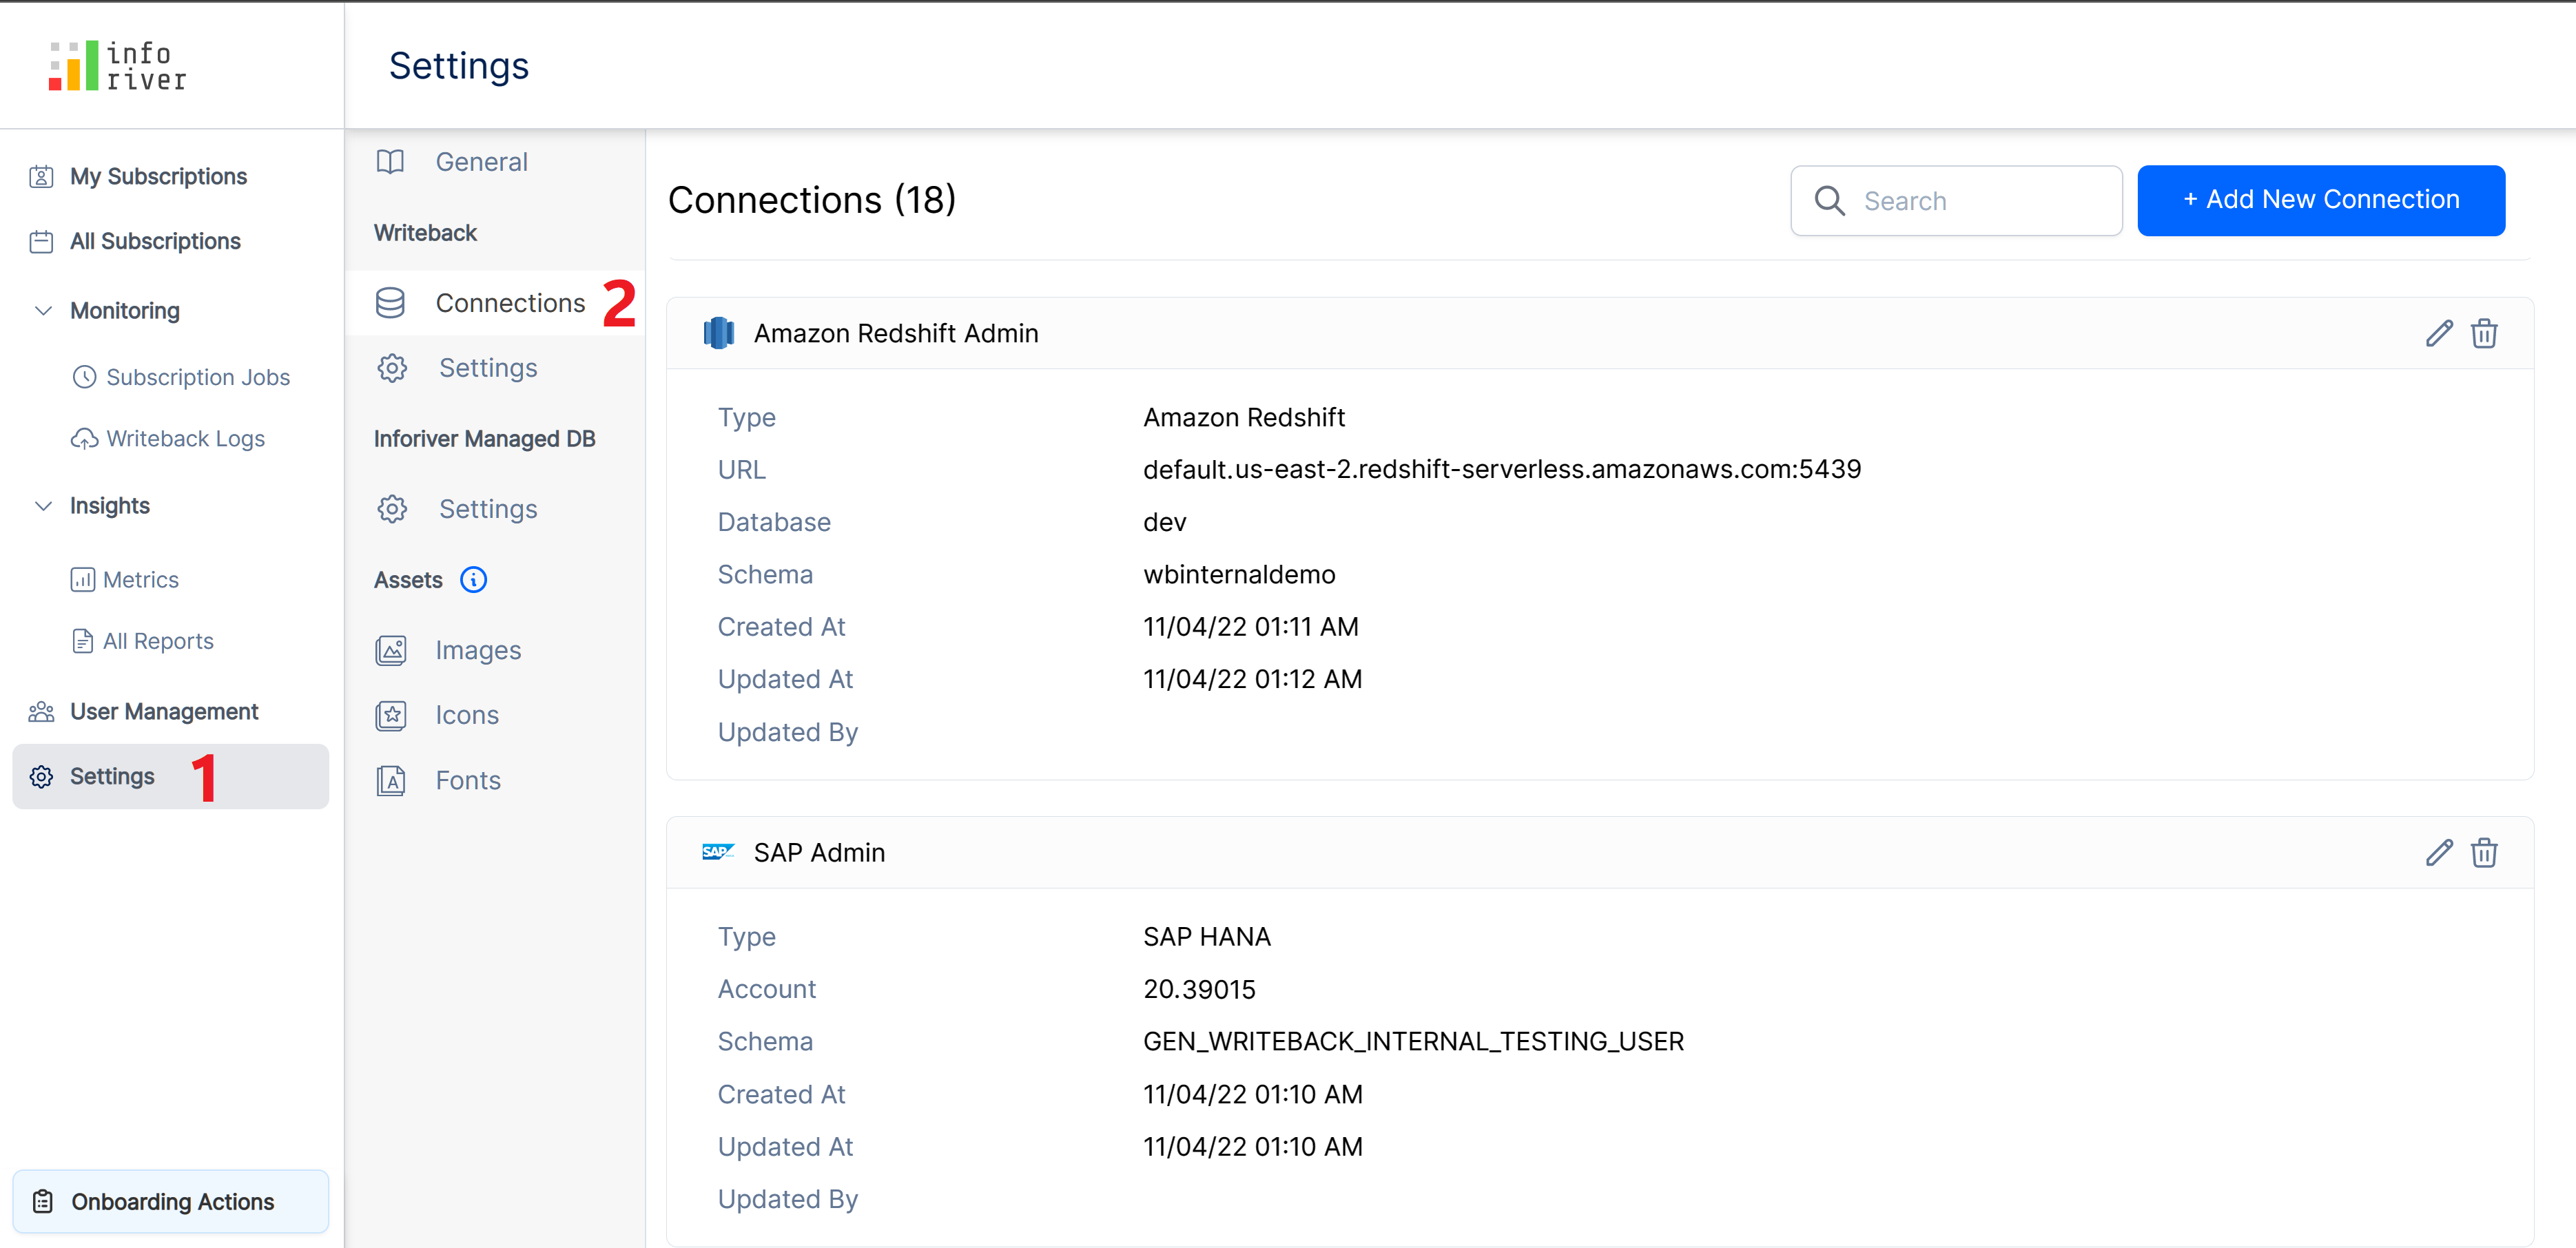 info
river
Settings
My Subscriptions
All Subscriptions
Monitoring
Subscription Jobs
Writeback Logs
Insights
Metrics
All Reports
User Management
Settings 1
Onboarding Actions
General
Writeback
Connections 2
Settings
Inforiver Managed DB
Settings
Assets
Images
Icons
Fonts
Connections (18)
Search
+ Add New Connection
Amazon Redshift Admin
Type Amazon Redshift
URL default.us-east-2.redshift-serverless.amazonaws.com:5439
Database dev
Schema wbinternaldemo
Created At 11/04/22 01:11 AM
Updated At 11/04/22 01:12 AM
Updated By
SAP SAP Admin
Type SAP HANA
Account 20.39015
Schema GEN_WRITEBACK_INTERNAL_TESTING_USER
Created At 11/04/22 01:10 AM
Updated At 11/04/22 01:10 AM
Updated By